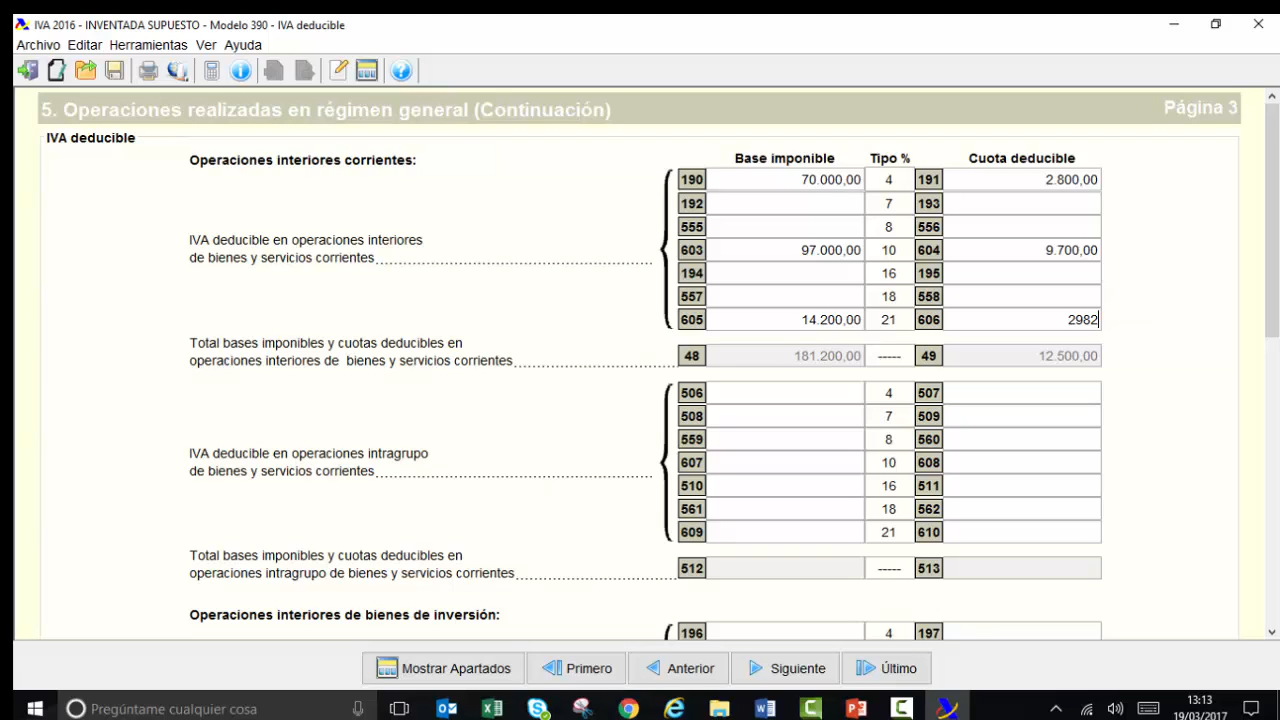 IVA 2016 - INVENTADA SUPUESTO - Modelo 390 - IVA deducible
Archivo Editar Herramientas Ver Ayuda
5. Operaciones realizadas en régimen general (Continuación) Página 3
IVA deducible
Operaciones interiores corrientes: Base imponible Tipo % Cuota deducible
190 70.000,00 4 191 2.800,00
192 7 193
555 8 556
IVA deducible en operaciones interiores
603 97.000,00 10 604 9.700,00
de bienes y servicios corrientes
194 16 195
557 18 558
605 14.200,00 21 606 2982
Total bases imponibles y cuotas deducibles en
operaciones interiores de bienes y servicios corrientes 48 181.200,00 ----- 49 12.500,00
506 4 507
508 7 509
559 8 560
IVA deducible en operaciones intragrupo
607 10 608
de bienes y servicios corrientes
510 16 511
561 18 562
609 21 610
Total bases imponibles y cuotas deducibles en
operaciones intragrupo de bienes y servicios corrientes 512 ----- 513
Operaciones interiores de bienes de inversión:
196 4 197
Mostrar Apartados Primero Anterior Siguiente Último
Pregúntame cualquier cosa
13:13
19/03/2017